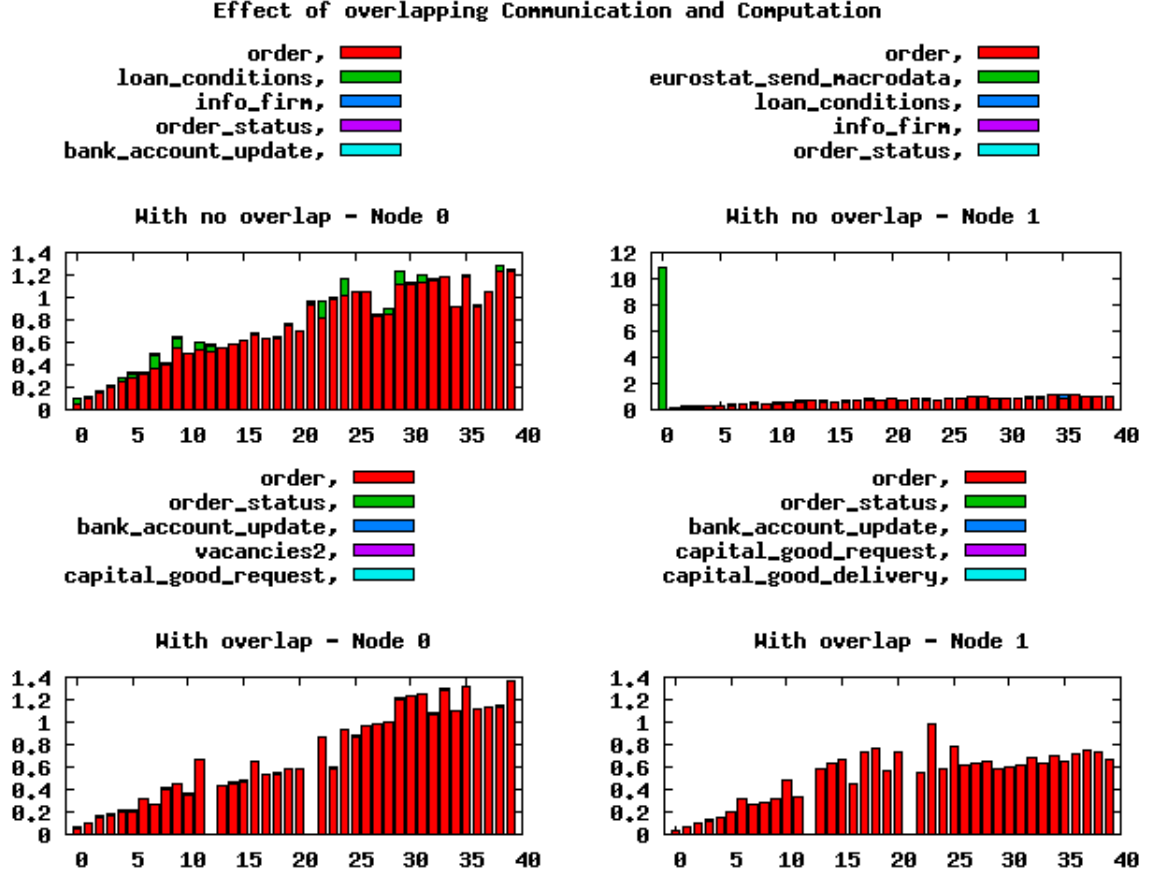 Effect of overlapping Communication and Computation
order,
loan_conditions,
info_firm,
order_status,
bank_account_update,
order,
eurostat_send_macrodata,
loan_conditions,
info_firm,
order_status,
With no overlap - Node 0
1.4
1.2
1
0.8
0.6
0.4
0.2
0
0 5 10 15 20 25 30 35 40
With no overlap - Node 1
12
10
8
6
4
2
0
0 5 10 15 20 25 30 35 40
order,
order_status,
bank_account_update,
vacancies2,
capital_good_request,
order,
order_status,
bank_account_update,
capital_good_request,
capital_good_delivery,
With overlap - Node 0
1.4
1.2
1
0.8
0.6
0.4
0.2
0
0 5 10 15 20 25 30 35 40
With overlap - Node 1
1.4
1.2
1
0.8
0.6
0.4
0.2
0
0 5 10 15 20 25 30 35 40